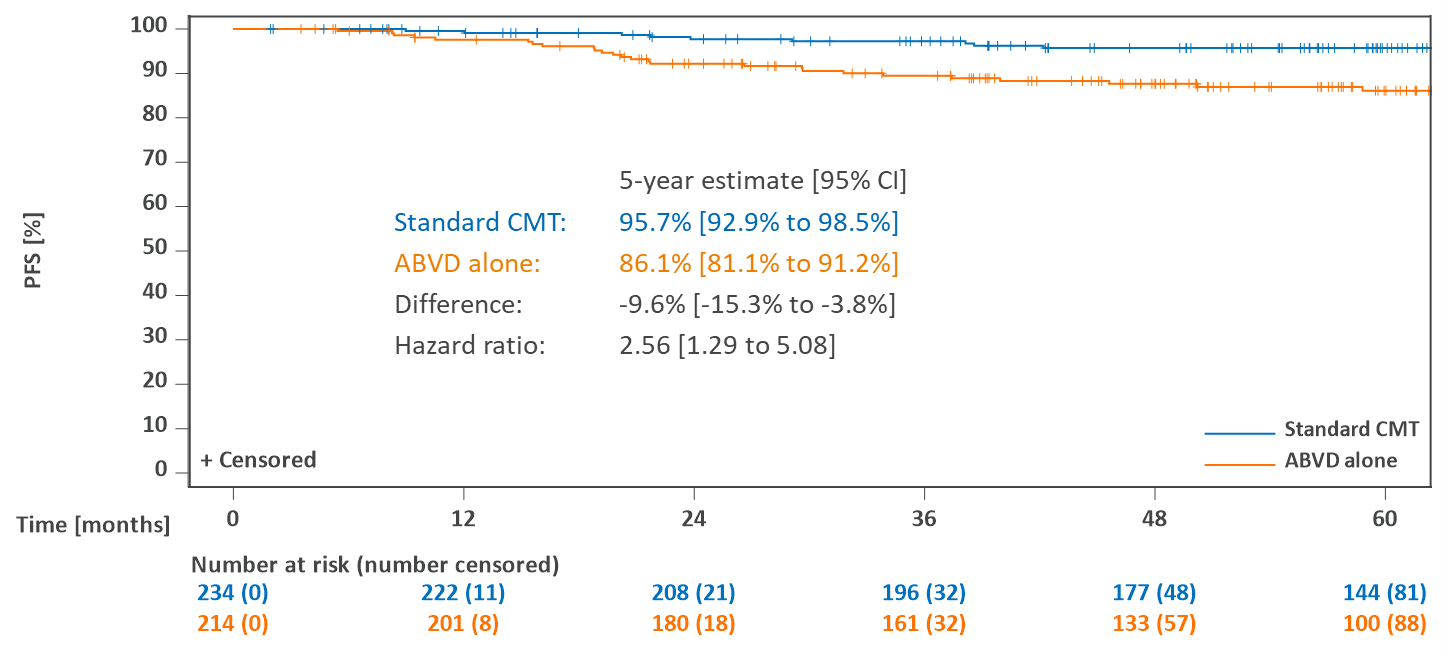 100
90
80
70
60
50
40
30
20
10
0
PFS [%]
5-year estimate [95% CI]
Standard CMT: 95.7% [92.9% to 98.5%]
ABVD alone: 86.1% [81.1% to 91.2%]
Difference: -9.6% [-15.3% to -3.8%]
Hazard ratio: 2.56 [1.29 to 5.08]
Standard CMT
ABVD alone
+ Censored
Time [months] 0 12 24 36 48 60
Number at risk (number censored)
234 (0) 222 (11) 208 (21) 196 (32) 177 (48) 144 (81)
214 (0) 201 (8) 180 (18) 161 (32) 133 (57) 100 (88)